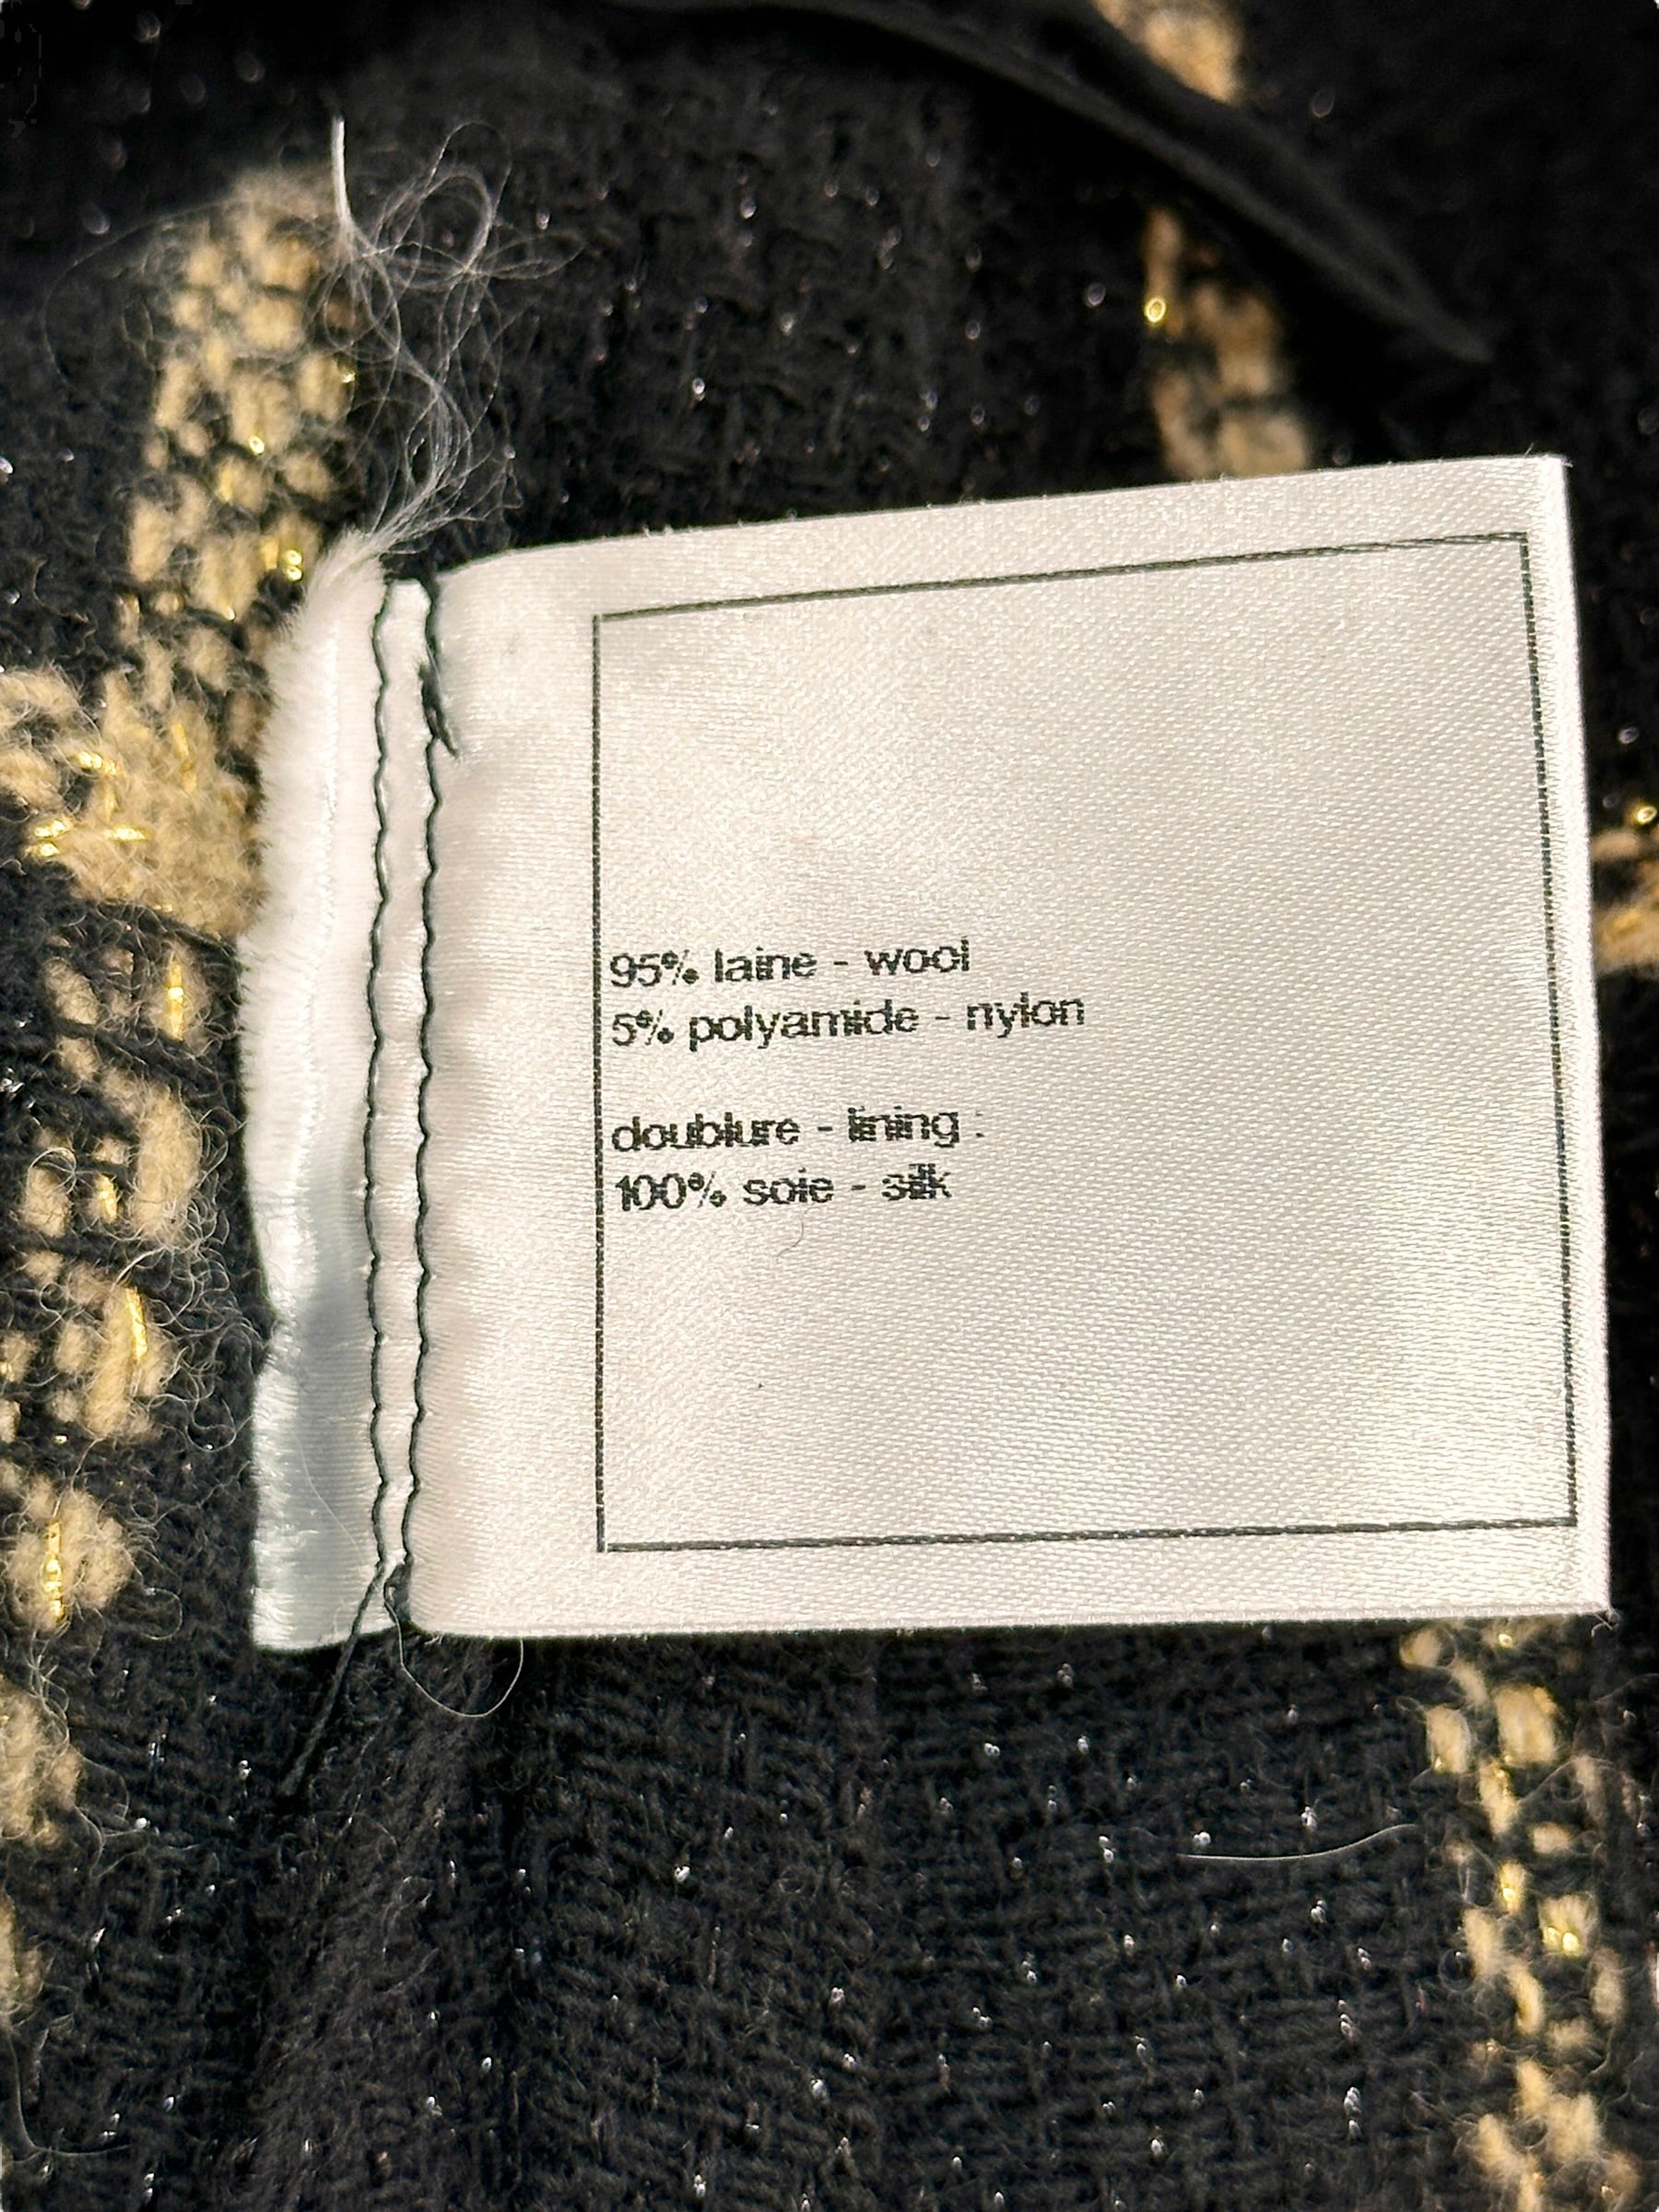 95% laine - wool
5% polyamide - nylon
doublure - lining :
100% soie - silk